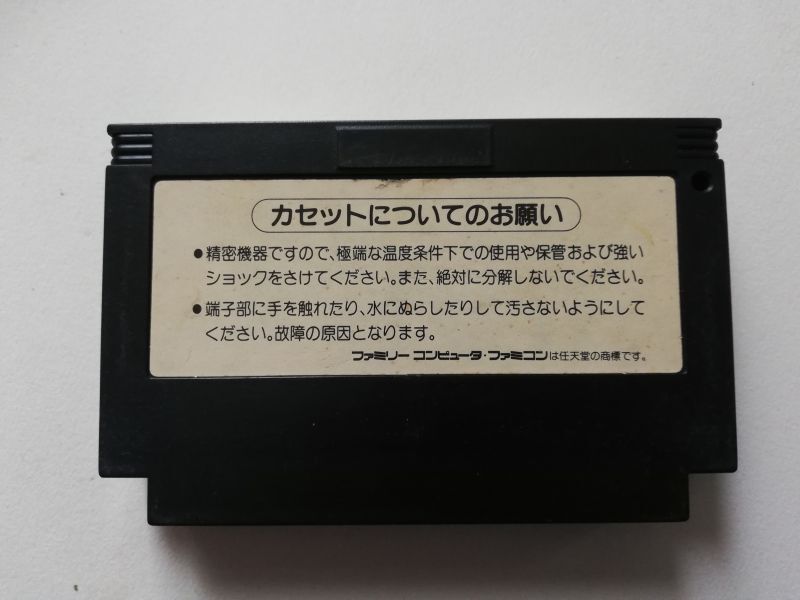 カセットについてのお願い
●精密機器ですので、極端な温度条件下での使用や保管および強い
ショックをさけてください。また、絶対に分解しないでください。
●端子部に手を触れたり、水にぬらしたりして汚さないようにして
ください。故障の原因となります。
ファミリー コンピュータ・ファミコンは任天堂の商標です。